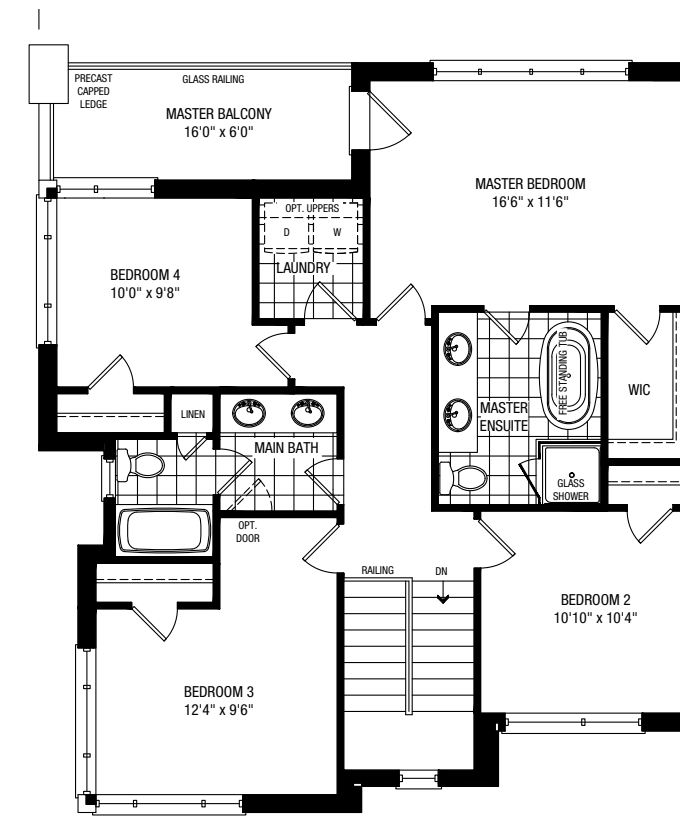 PRECAST
CAPPED
LEDGE
GLASS RAILING
MASTER BALCONY
16'0" x 6'0"
MASTER BEDROOM
16'6" x 11'6"
OPT. UPPERS
D
W
LAUNDRY
BEDROOM 4
10'0" x 9'8"
FREE STANDING TUB
WIC
LINEN
MASTER
ENSUITE
MAIN BATH
GLASS
SHOWER
OPT.
DOOR
RAILING
DN
BEDROOM 2
10'10" x 10'4"
BEDROOM 3
12'4" x 9'6"